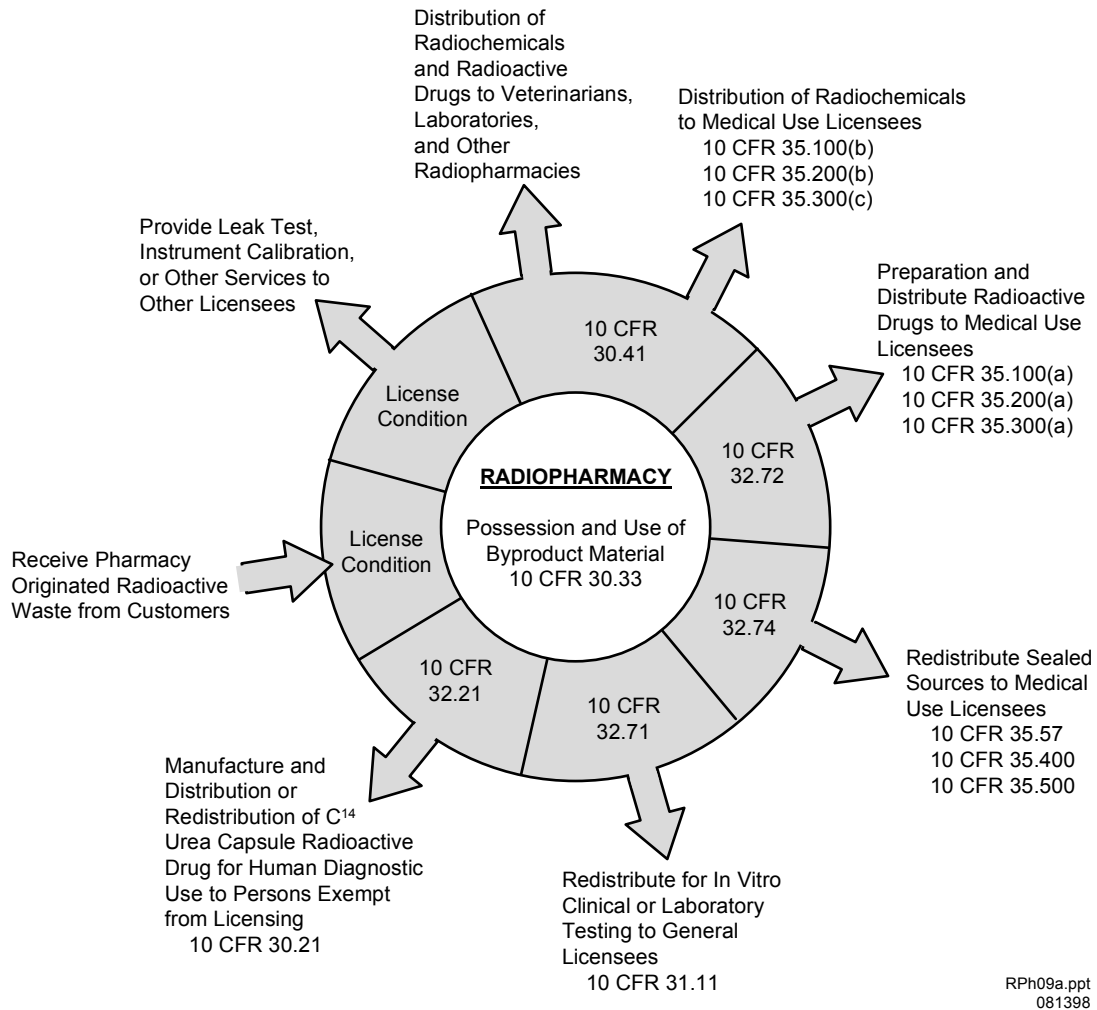 Distribution of
Radiochemicals
and Radioactive
Drugs to Veterinarians,
Laboratories,
and Other
Radiopharmacies
Distribution of Radiochemicals
to Medical Use Licensees
10 CFR 35.100(b)
10 CFR 35.200(b)
10 CFR 35.300(c)
Provide Leak Test,
Instrument Calibration,
or Other Services to
Other Licensees
Preparation and
Distribute Radioactive
Drugs to Medical Use
Licensees
10 CFR 35.100(a)
10 CFR 35.200(a)
10 CFR 35.300(a)
10 CFR
30.41
License
Condition
10 CFR
32.72
RADIOPHARMACY
Possession and Use of
Byproduct Material
10 CFR 30.33
License
Condition
Receive Pharmacy
Originated Radioactive
Waste from Customers
10 CFR
32.74
10 CFR
32.21
10 CFR
32.71
Redistribute Sealed
Sources to Medical
Use Licensees
10 CFR 35.57
10 CFR 35.400
10 CFR 35.500
Manufacture and
Distribution or
Redistribution of C¹⁴
Urea Capsule Radioactive
Drug for Human Diagnostic
Use to Persons Exempt
from Licensing
10 CFR 30.21
Redistribute for In Vitro
Clinical or Laboratory
Testing to General
Licensees
10 CFR 31.11
RPh09a.ppt
081398